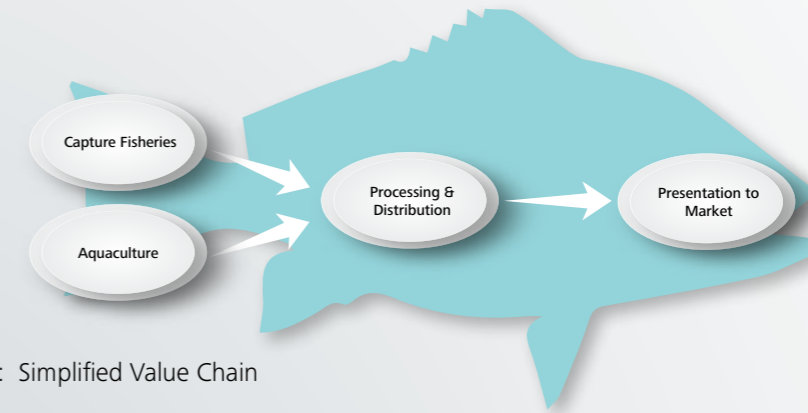 Capture Fisheries
Aquaculture
Processing &
Distribution
Presentation to
Market
: Simplified Value Chain